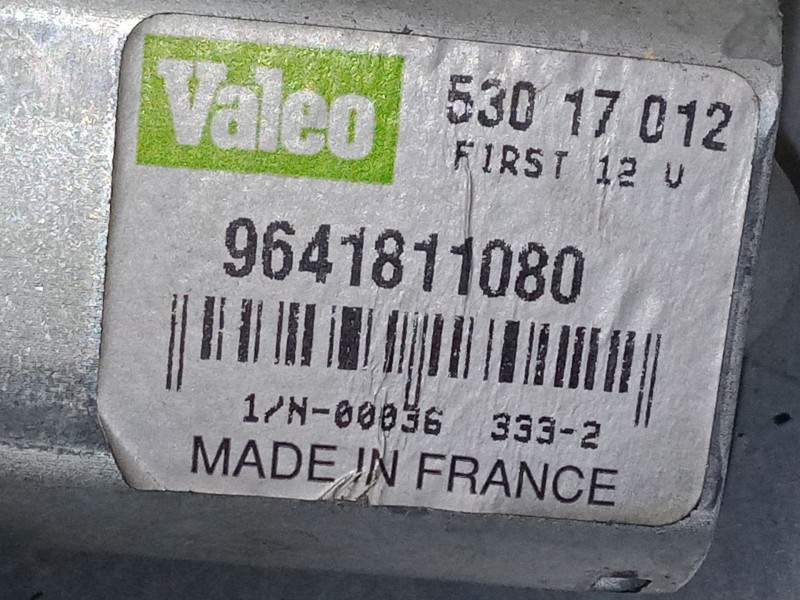 Valeo
530 17 012
FIRST 12 V
9641811080
1/N-00036 333-2
MADE IN FRANCE